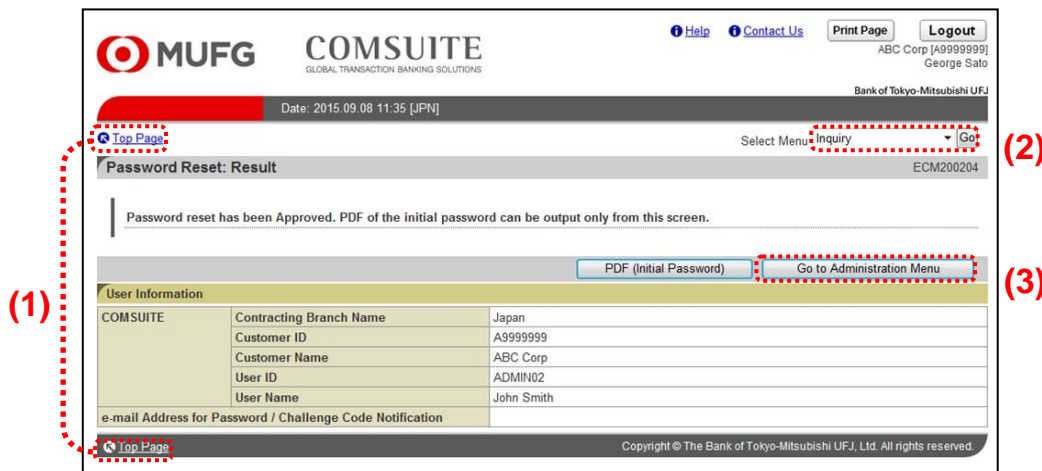 MUFG
COMSUITE
GLOBAL TRANSACTION BANKING SOLUTIONS
Help Contact Us Print Page Logout
ABC Corp [A9999999]
George Sato
Bank of Tokyo-Mitsubishi UFJ
Date: 2015.09.08 11:35 [JPN]
Top Page
Select Menu: Inquiry Go
(2)
Password Reset: Result ECM200204
Password reset has been Approved. PDF of the initial password can be output only from this screen.
PDF (Initial Password) Go to Administration Menu
(3)
(1)
User Information
COMSUITE Contracting Branch Name Japan
Customer ID A9999999
Customer Name ABC Corp
User ID ADMIN02
User Name John Smith
e-mail Address for Password / Challenge Code Notification
Top Page Copyright © The Bank of Tokyo-Mitsubishi UFJ, Ltd. All rights reserved.